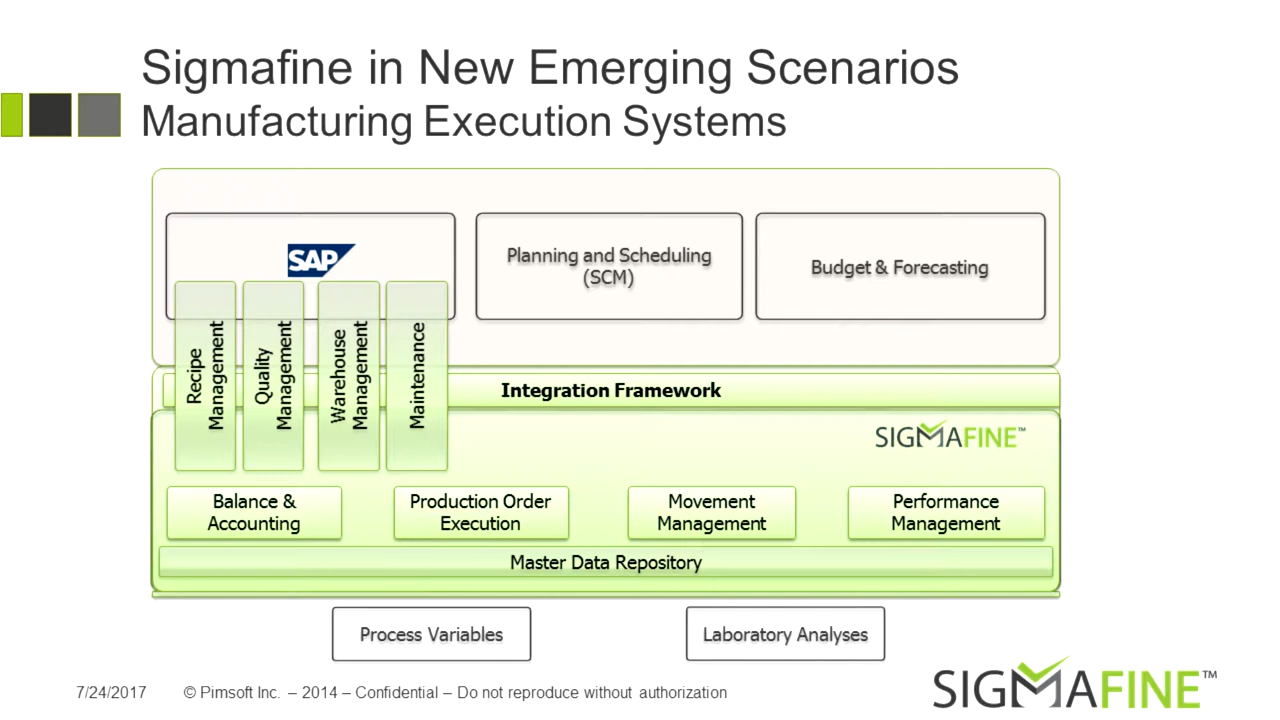 Sigmafine in New Emerging Scenarios
Manufacturing Execution Systems
SAP
Planning and Scheduling
(SCM)
Budget & Forecasting
Recipe
Management
Quality
Management
Warehouse
Management
Maintenance
Integration Framework
SIGMAFINE™
Balance &
Accounting
Production Order
Execution
Movement
Management
Performance
Management
Master Data Repository
Process Variables
Laboratory Analyses
7/24/2017
© Pimsoft Inc. – 2014 – Confidential – Do not reproduce without authorization
SIGMAFINE™